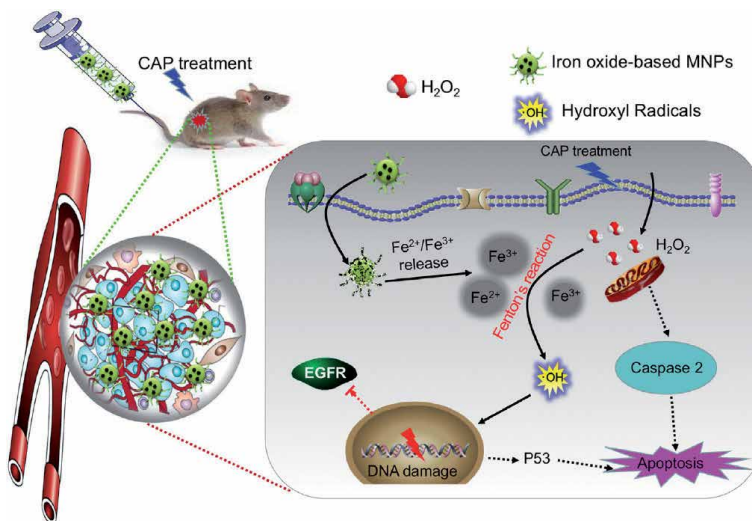 CAP treatment
H₂O₂
Iron oxide-based MNPs
·OH
Hydroxyl Radicals
CAP treatment
Fe²⁺/Fe³⁺
release
Fe³⁺
Fe²⁺
Fenton's reaction
Fe³⁺
H₂O₂
·OH
EGFR
DNA damage
P53
Caspase 2
Apoptosis